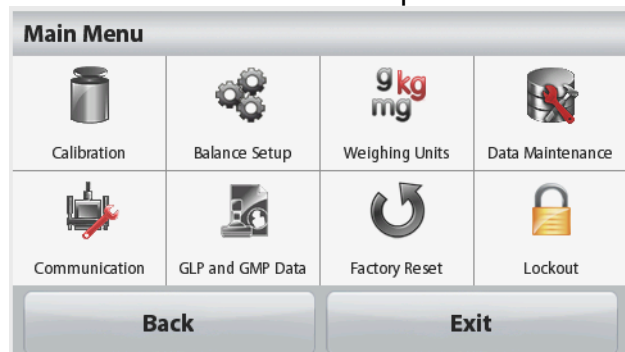 Main Menu
g kg
mg
Calibration Balance Setup Weighing Units Data Maintenance
Communication GLP and GMP Data Factory Reset Lockout
Back Exit